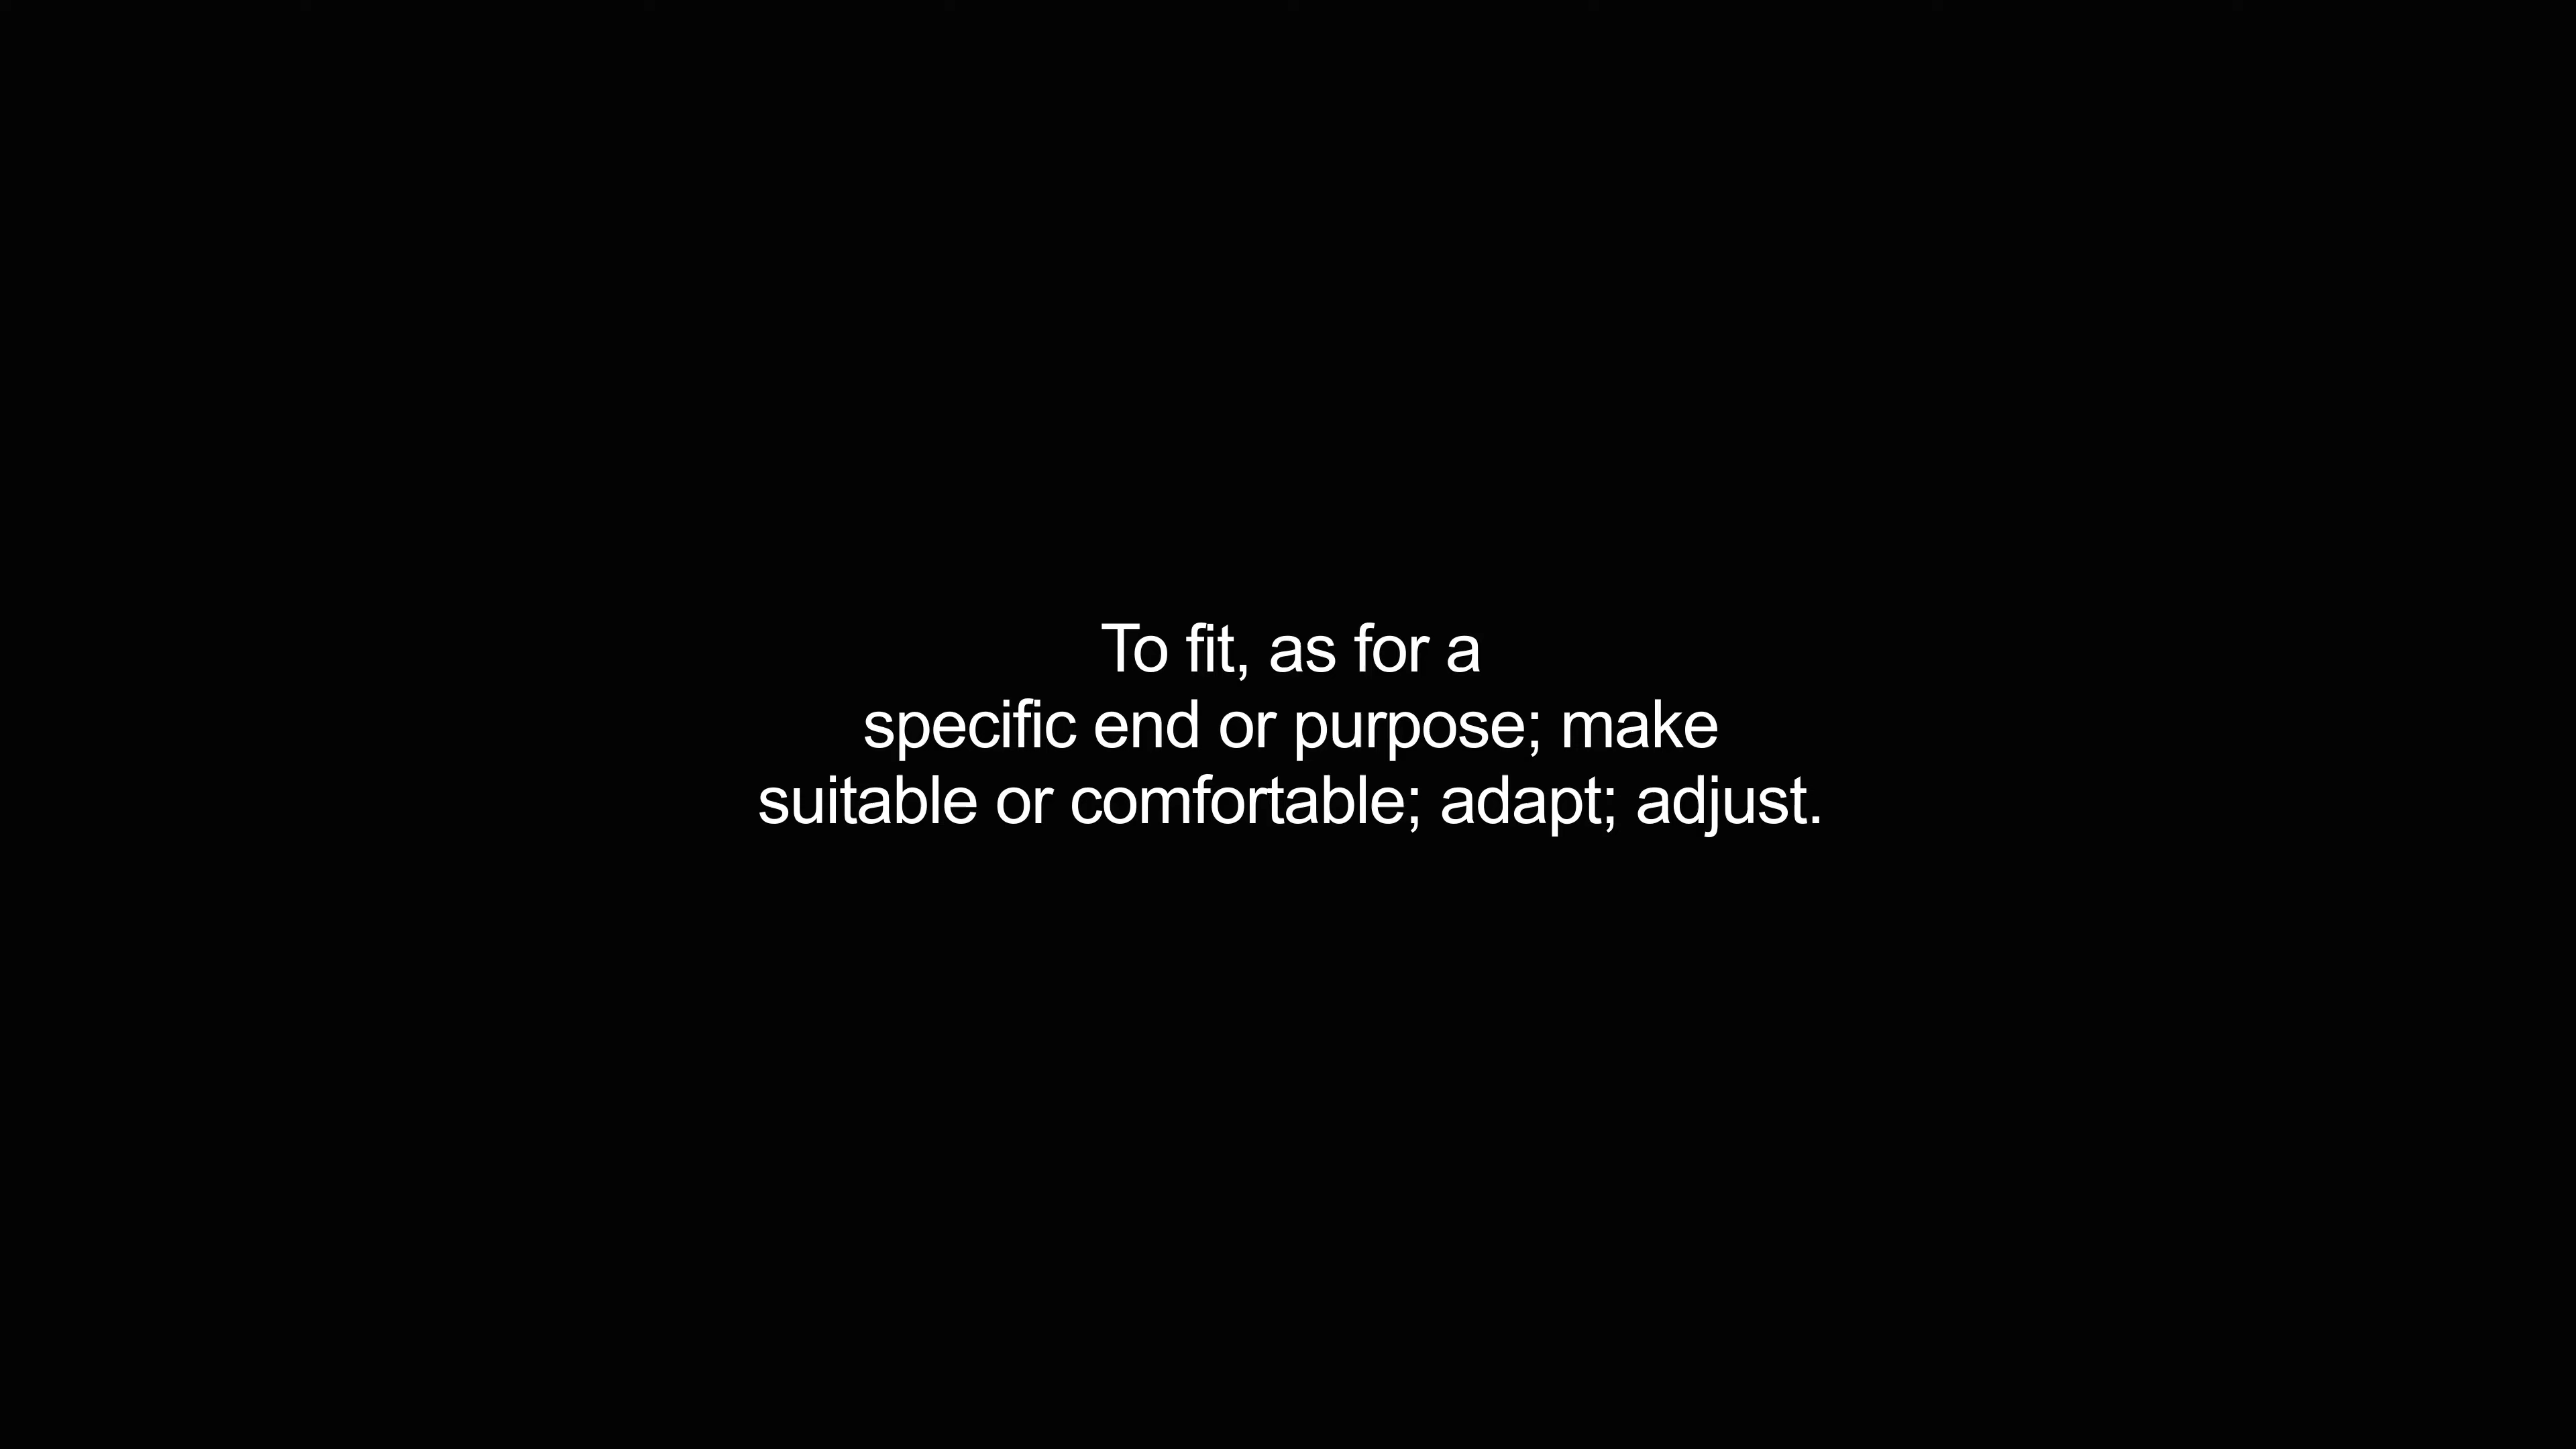 To fit, as for a
specific end or purpose; make
suitable or comfortable; adapt; adjust.